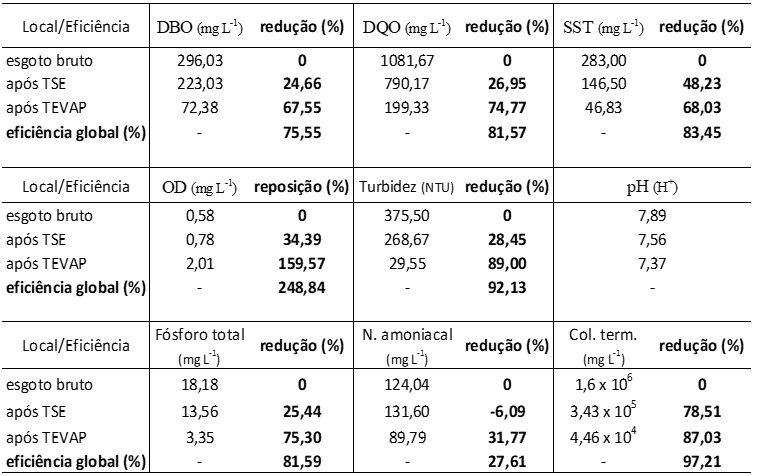 Local/Eficiência DBO (mg L⁻¹) redução (%) DQO (mg L⁻¹) redução (%) SST (mg L⁻¹) redução (%)
esgoto bruto 296,03 0 1081,67 0 283,00 0
após TSE 223,03 24,66 790,17 26,95 146,50 48,23
após TEVAP 72,38 67,55 199,33 74,77 46,83 68,03
eficiência global (%) - 75,55 - 81,57 - 83,45
Local/Eficiência OD (mg L⁻¹) reposição (%) Turbidez (NTU) redução (%) pH (H⁺)
esgoto bruto 0,58 0 375,50 0 7,89
após TSE 0,78 34,39 268,67 28,45 7,56
após TEVAP 2,01 159,57 29,55 89,00 7,37
eficiência global (%) - 248,84 - 92,13 -
Local/Eficiência Fósforo total (mg L⁻¹) redução (%) N. amoniacal (mg L⁻¹) redução (%) Col. term. (mg L⁻¹) redução (%)
esgoto bruto 18,18 0 124,04 0 1,6 x 10⁶ 0
após TSE 13,56 25,44 131,60 -6,09 3,43 x 10⁵ 78,51
após TEVAP 3,35 75,30 89,79 31,77 4,46 x 10⁴ 87,03
eficiência global (%) - 81,59 - 27,61 - 97,21